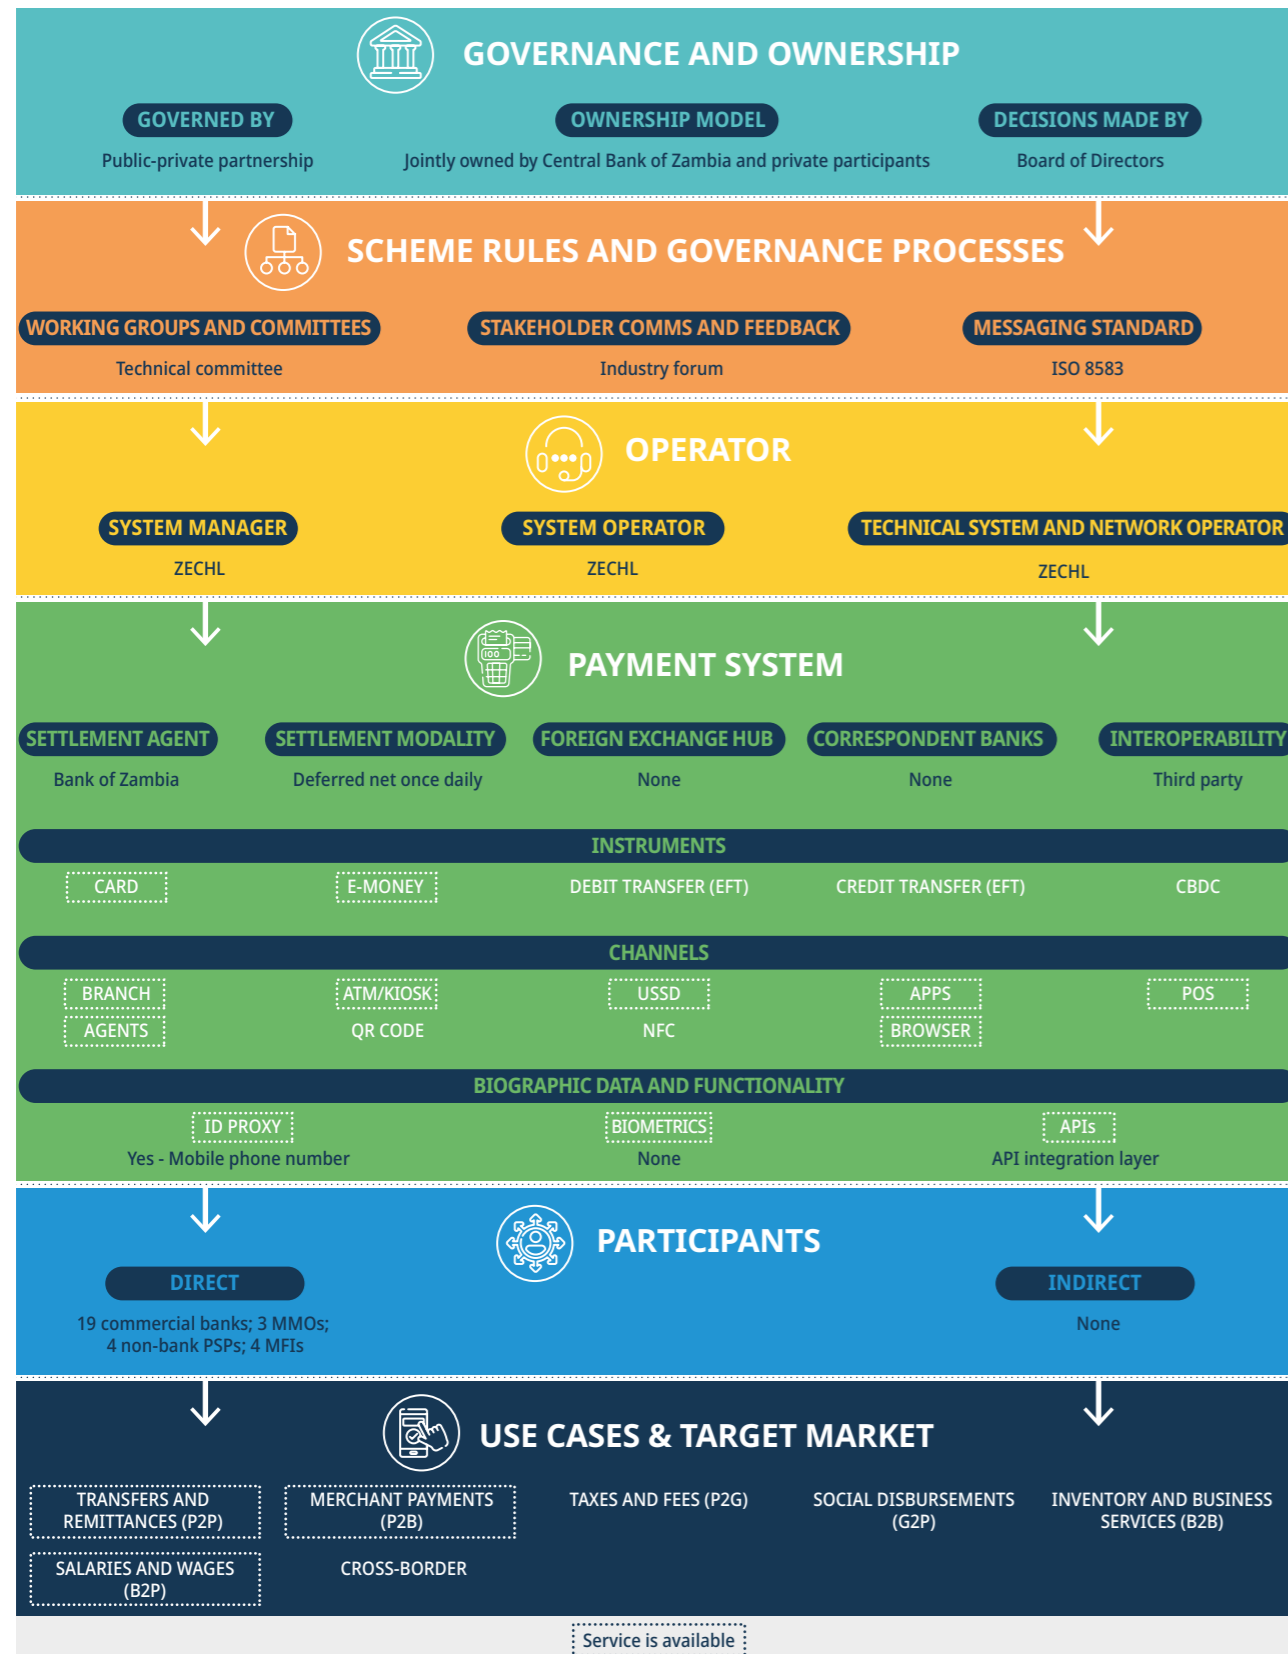 GOVERNANCE AND OWNERSHIP
GOVERNED BY
Public-private partnership
OWNERSHIP MODEL
Jointly owned by Central Bank of Zambia and private participants
DECISIONS MADE BY
Board of Directors
SCHEME RULES AND GOVERNANCE PROCESSES
WORKING GROUPS AND COMMITTEES
Technical committee
STAKEHOLDER COMMS AND FEEDBACK
Industry forum
MESSAGING STANDARD
ISO 8583
OPERATOR
SYSTEM MANAGER
ZECHL
SYSTEM OPERATOR
ZECHL
TECHNICAL SYSTEM AND NETWORK OPERATOR
ZECHL
PAYMENT SYSTEM
SETTLEMENT AGENT
Bank of Zambia
SETTLEMENT MODALITY
Deferred net once daily
FOREIGN EXCHANGE HUB
None
CORRESPONDENT BANKS
None
INTEROPERABILITY
Third party
INSTRUMENTS
CARD
E-MONEY
DEBIT TRANSFER (EFT)
CREDIT TRANSFER (EFT)
CBDC
CHANNELS
BRANCH
ATM/KIOSK
USSD
APPS
POS
AGENTS
QR CODE
NFC
BROWSER
BIOGRAPHIC DATA AND FUNCTIONALITY
ID PROXY
Yes - Mobile phone number
BIOMETRICS
None
APIs
API integration layer
PARTICIPANTS
DIRECT
19 commercial banks; 3 MMOs;
4 non-bank PSPs; 4 MFIs
INDIRECT
None
USE CASES & TARGET MARKET
TRANSFERS AND
REMITTANCES (P2P)
MERCHANT PAYMENTS
(P2B)
TAXES AND FEES (P2G)
SOCIAL DISBURSEMENTS
(G2P)
INVENTORY AND BUSINESS
SERVICES (B2B)
SALARIES AND WAGES
(B2P)
CROSS-BORDER
Service is available